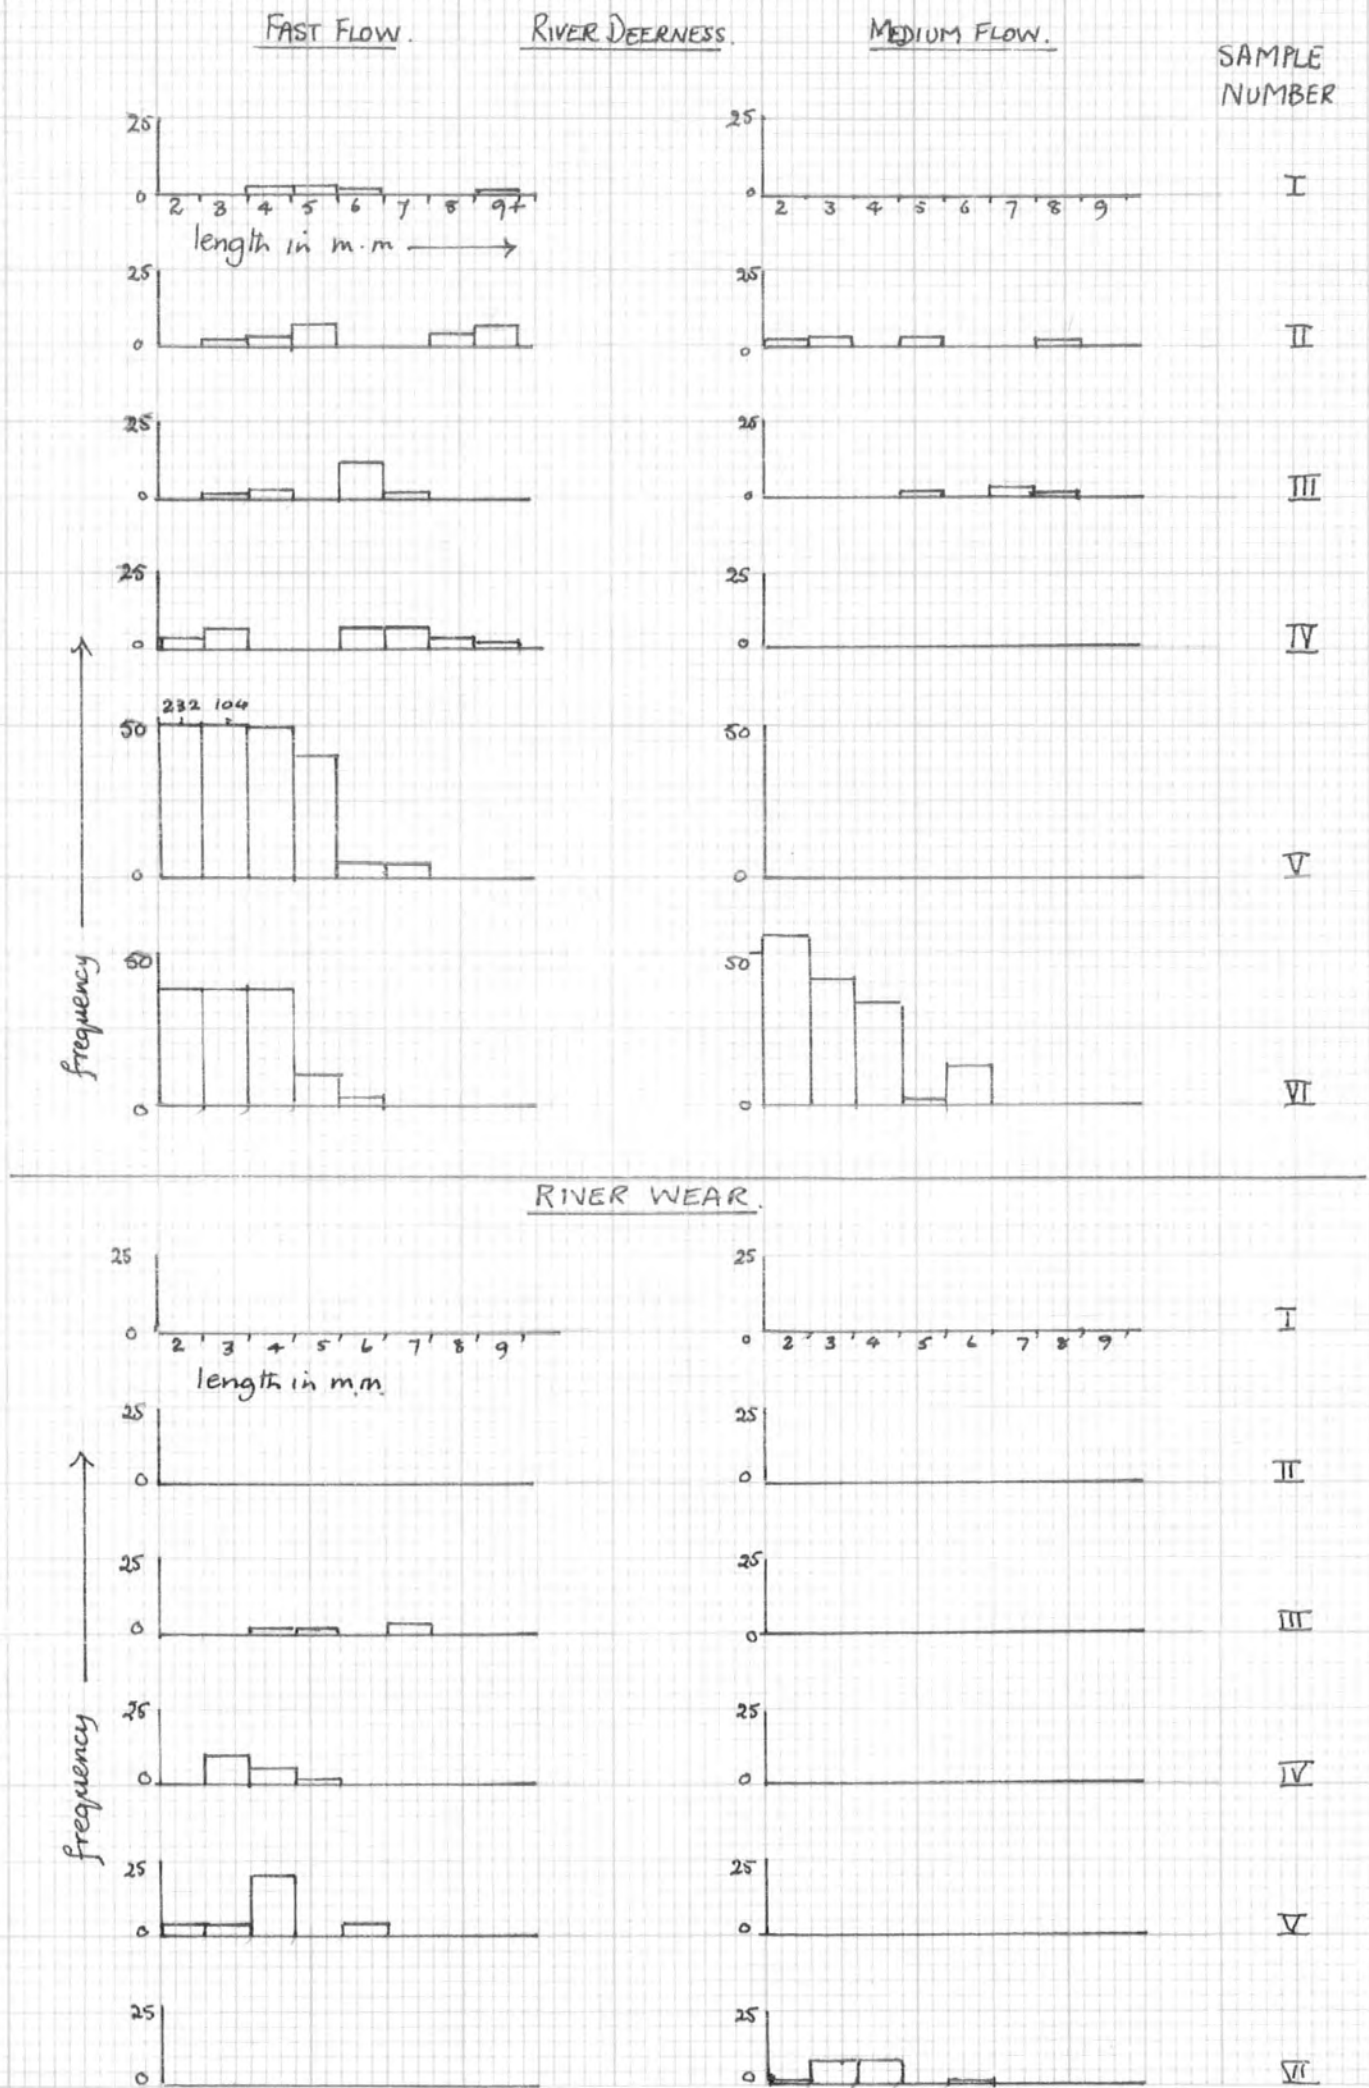 FAST FLOW. RIVER DEERNESS. MEDIUM FLOW.
SAMPLE
NUMBER
25 25
0 0 I
2 3 4 5 6 7 8 9+ 2 3 4 5 6 7 8 9
length in m.m
25 25
0 0 II
25 25
0 0 III
25 25
0 0 IV
232 104
50 50
0 0 V
50 50
frequency
0 0 VI
RIVER WEAR.
25 25
0 0 I
2 3 4 5 6 7 8 9 2 3 4 5 6 7 8 9
length in m.m.
25 25
0 0 II
25 25
0 0 III
25 25
0 0 IV
frequency
25 25
0 0 V
25 25
0 0 VI